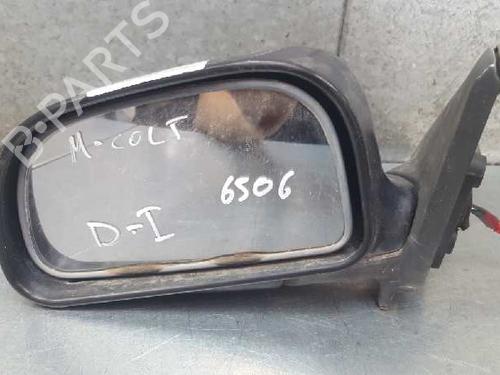 B-PARTS
M-COLT
6506
D-I